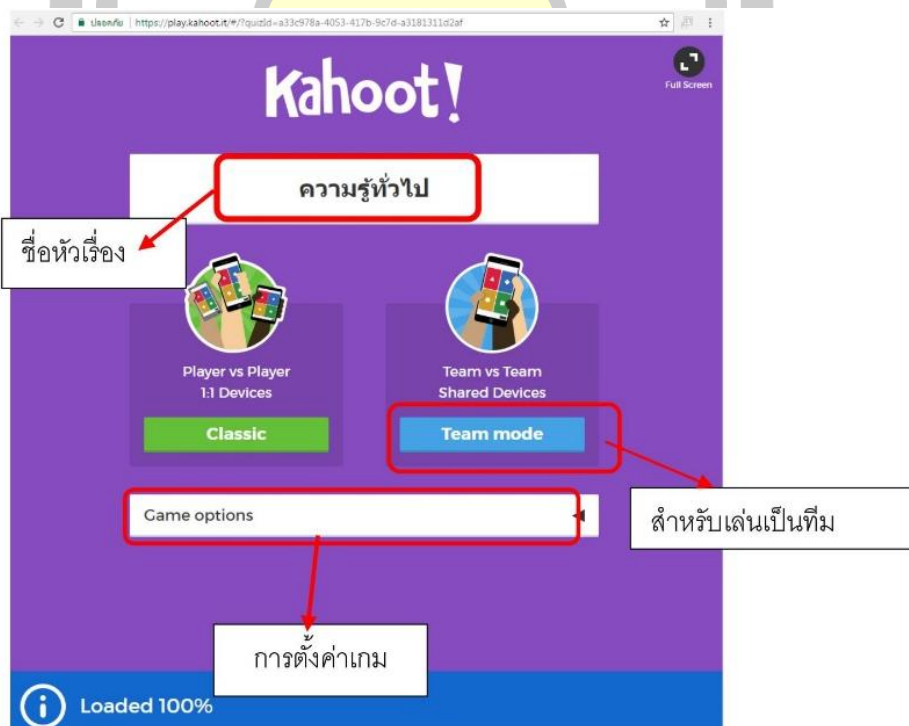 ปลอดภัย | https://play.kahoot.it/#/?quizId=a33c978a-4053-417b-9c7d-a3181311d2af
Kahoot!
Full Screen
ความรู้ทั่วไป
ชื่อหัวเรื่อง
Player vs Player
1:1 Devices
Classic
Team vs Team
Shared Devices
Team mode
Game options
สำหรับเล่นเป็นทีม
การตั้งค่าเกม
Loaded 100%